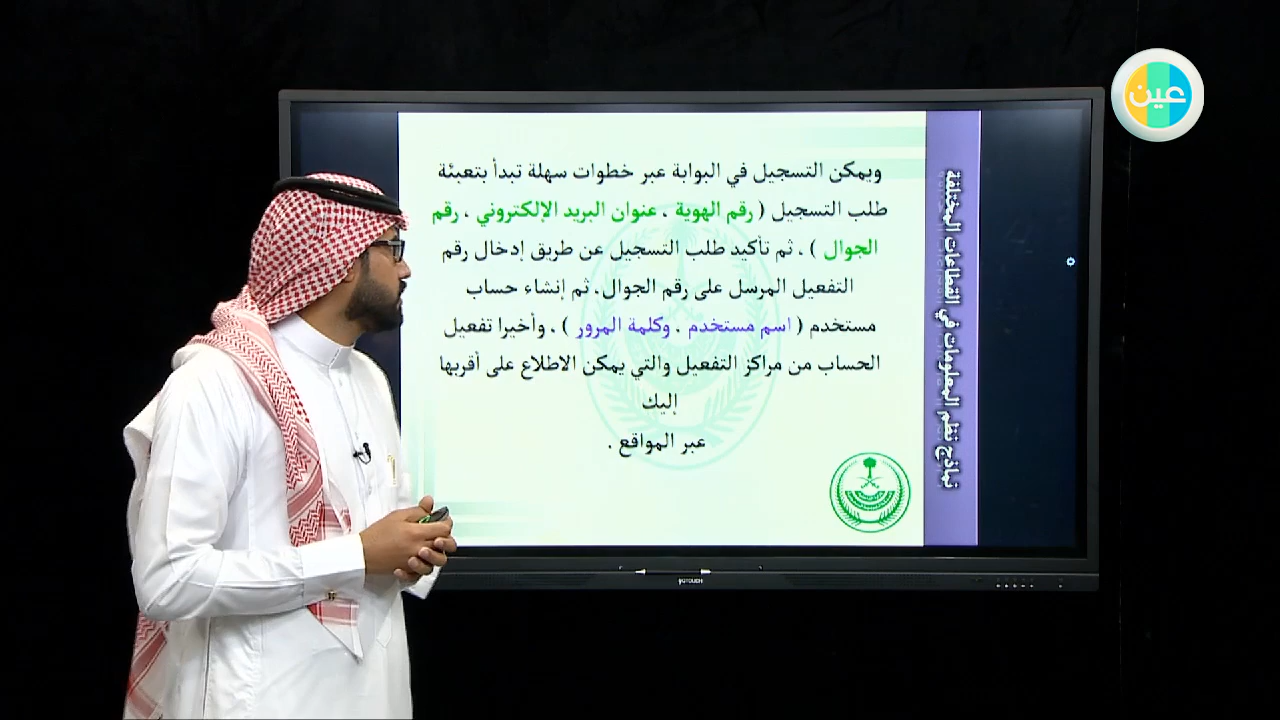 عين
نماذج نظم المعلومات في القطاعات المختلفة
ويمكن التسجيل في البوابة عبر خطوات سهلة تبدأ بتعبئة
طلب التسجيل ( رقم الهوية ، عنوان البريد الإلكتروني ، رقم
الجوال ) ، ثم تأكيد طلب التسجيل عن طريق إدخال رقم
التفعيل المرسل على رقم الجوال، ثم إنشاء حساب
مستخدم ( اسم مستخدم ، وكلمة المرور ) ، وأخيرا تفعيل
الحساب من مراكز التفعيل والتي يمكن الاطلاع على أقربها
إليك
عبر المواقع .